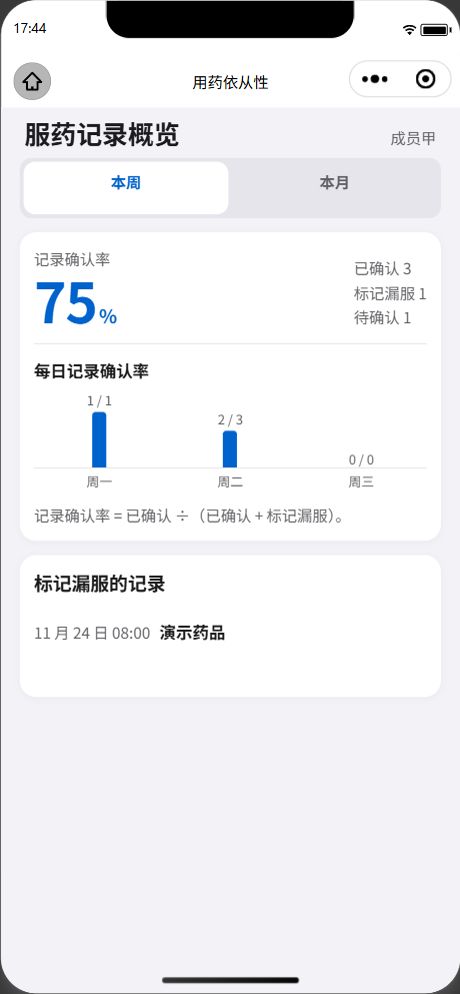 17:44
用药依从性
服药记录概览
成员甲
本周 本月
记录确认率
75%
已确认 3
标记漏服 1
待确认 1
每日记录确认率
1 / 1 2 / 3 0 / 0
周一 周二 周三
记录确认率 = 已确认 ÷（已确认 + 标记漏服）。
标记漏服的记录
11 月 24 日 08:00 演示药品